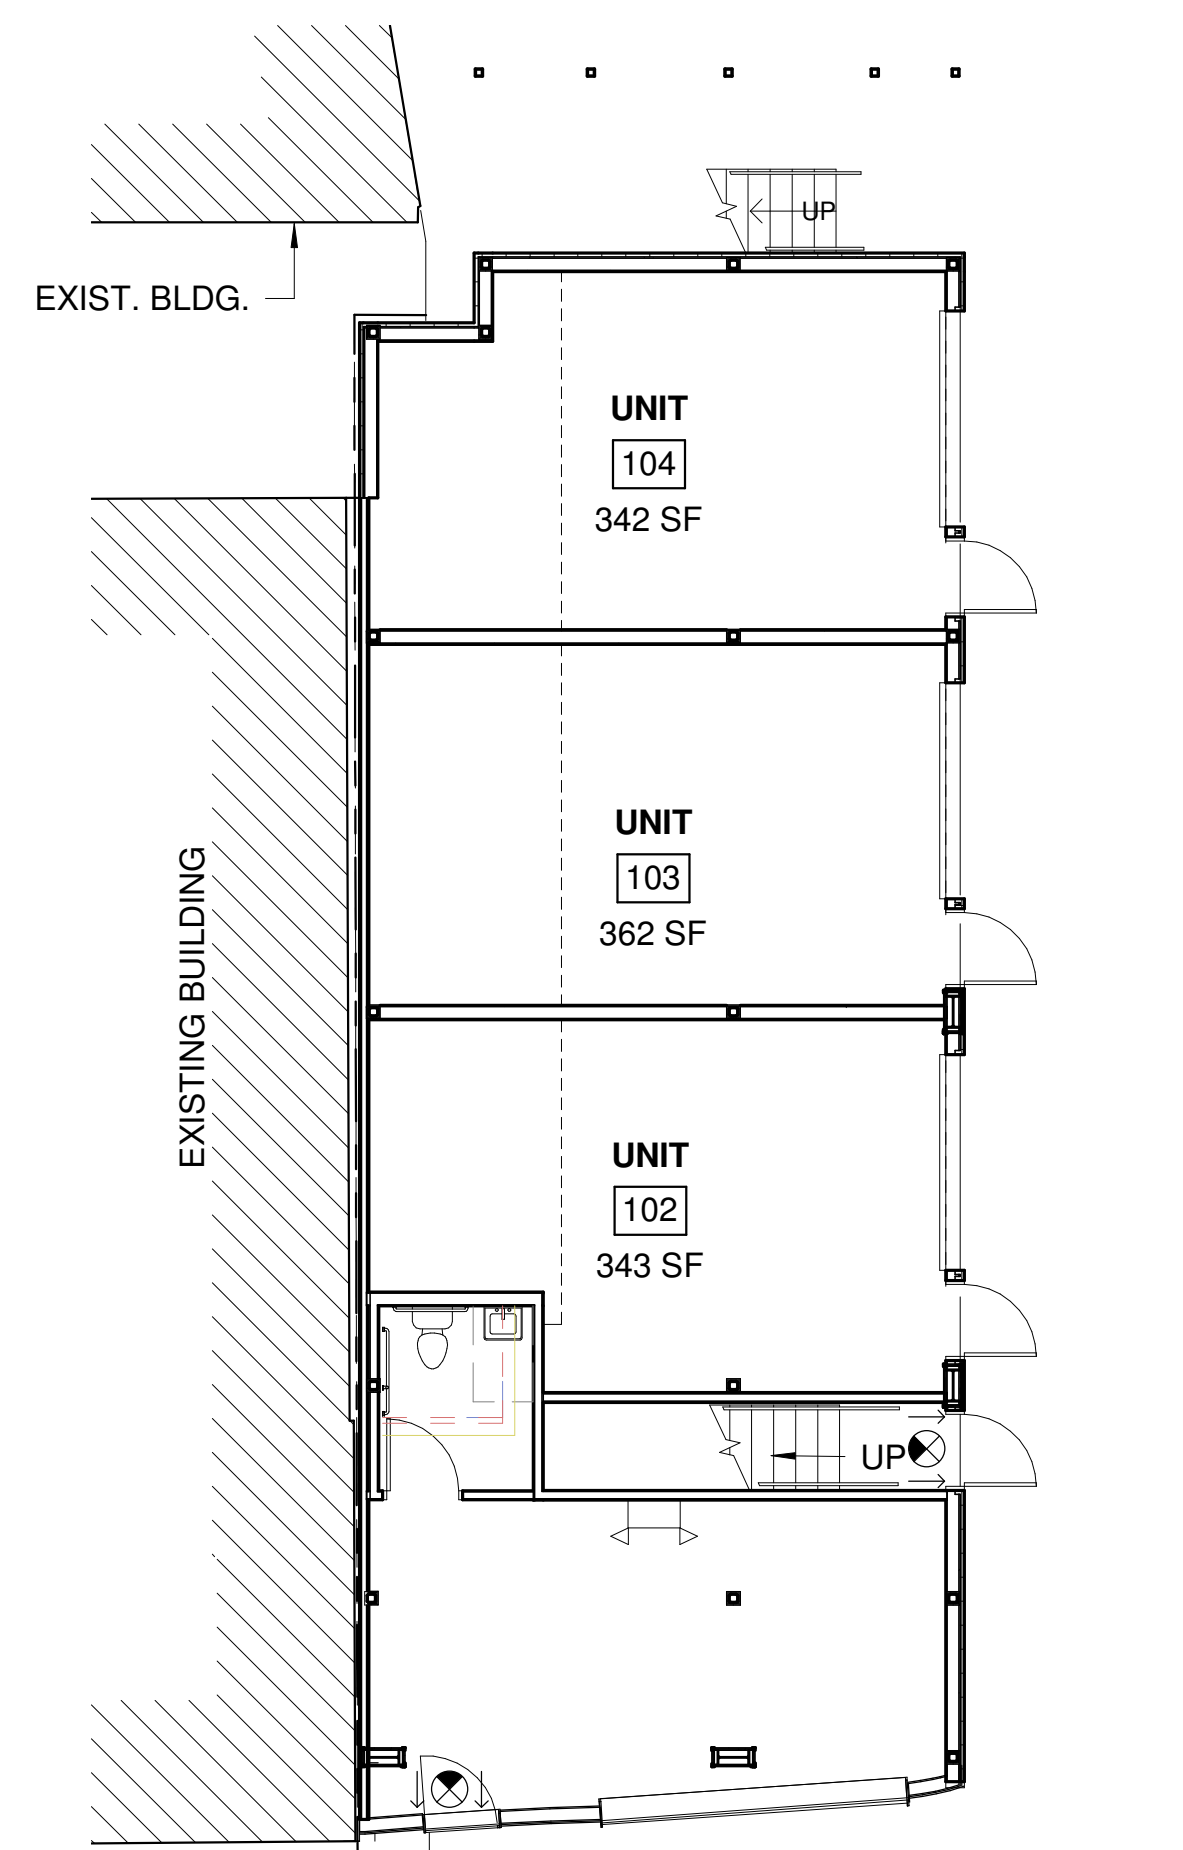 UP
EXIST. BLDG.
UNIT
104
342 SF
UNIT
103
362 SF
EXISTING BUILDING
UNIT
102
343 SF
UP